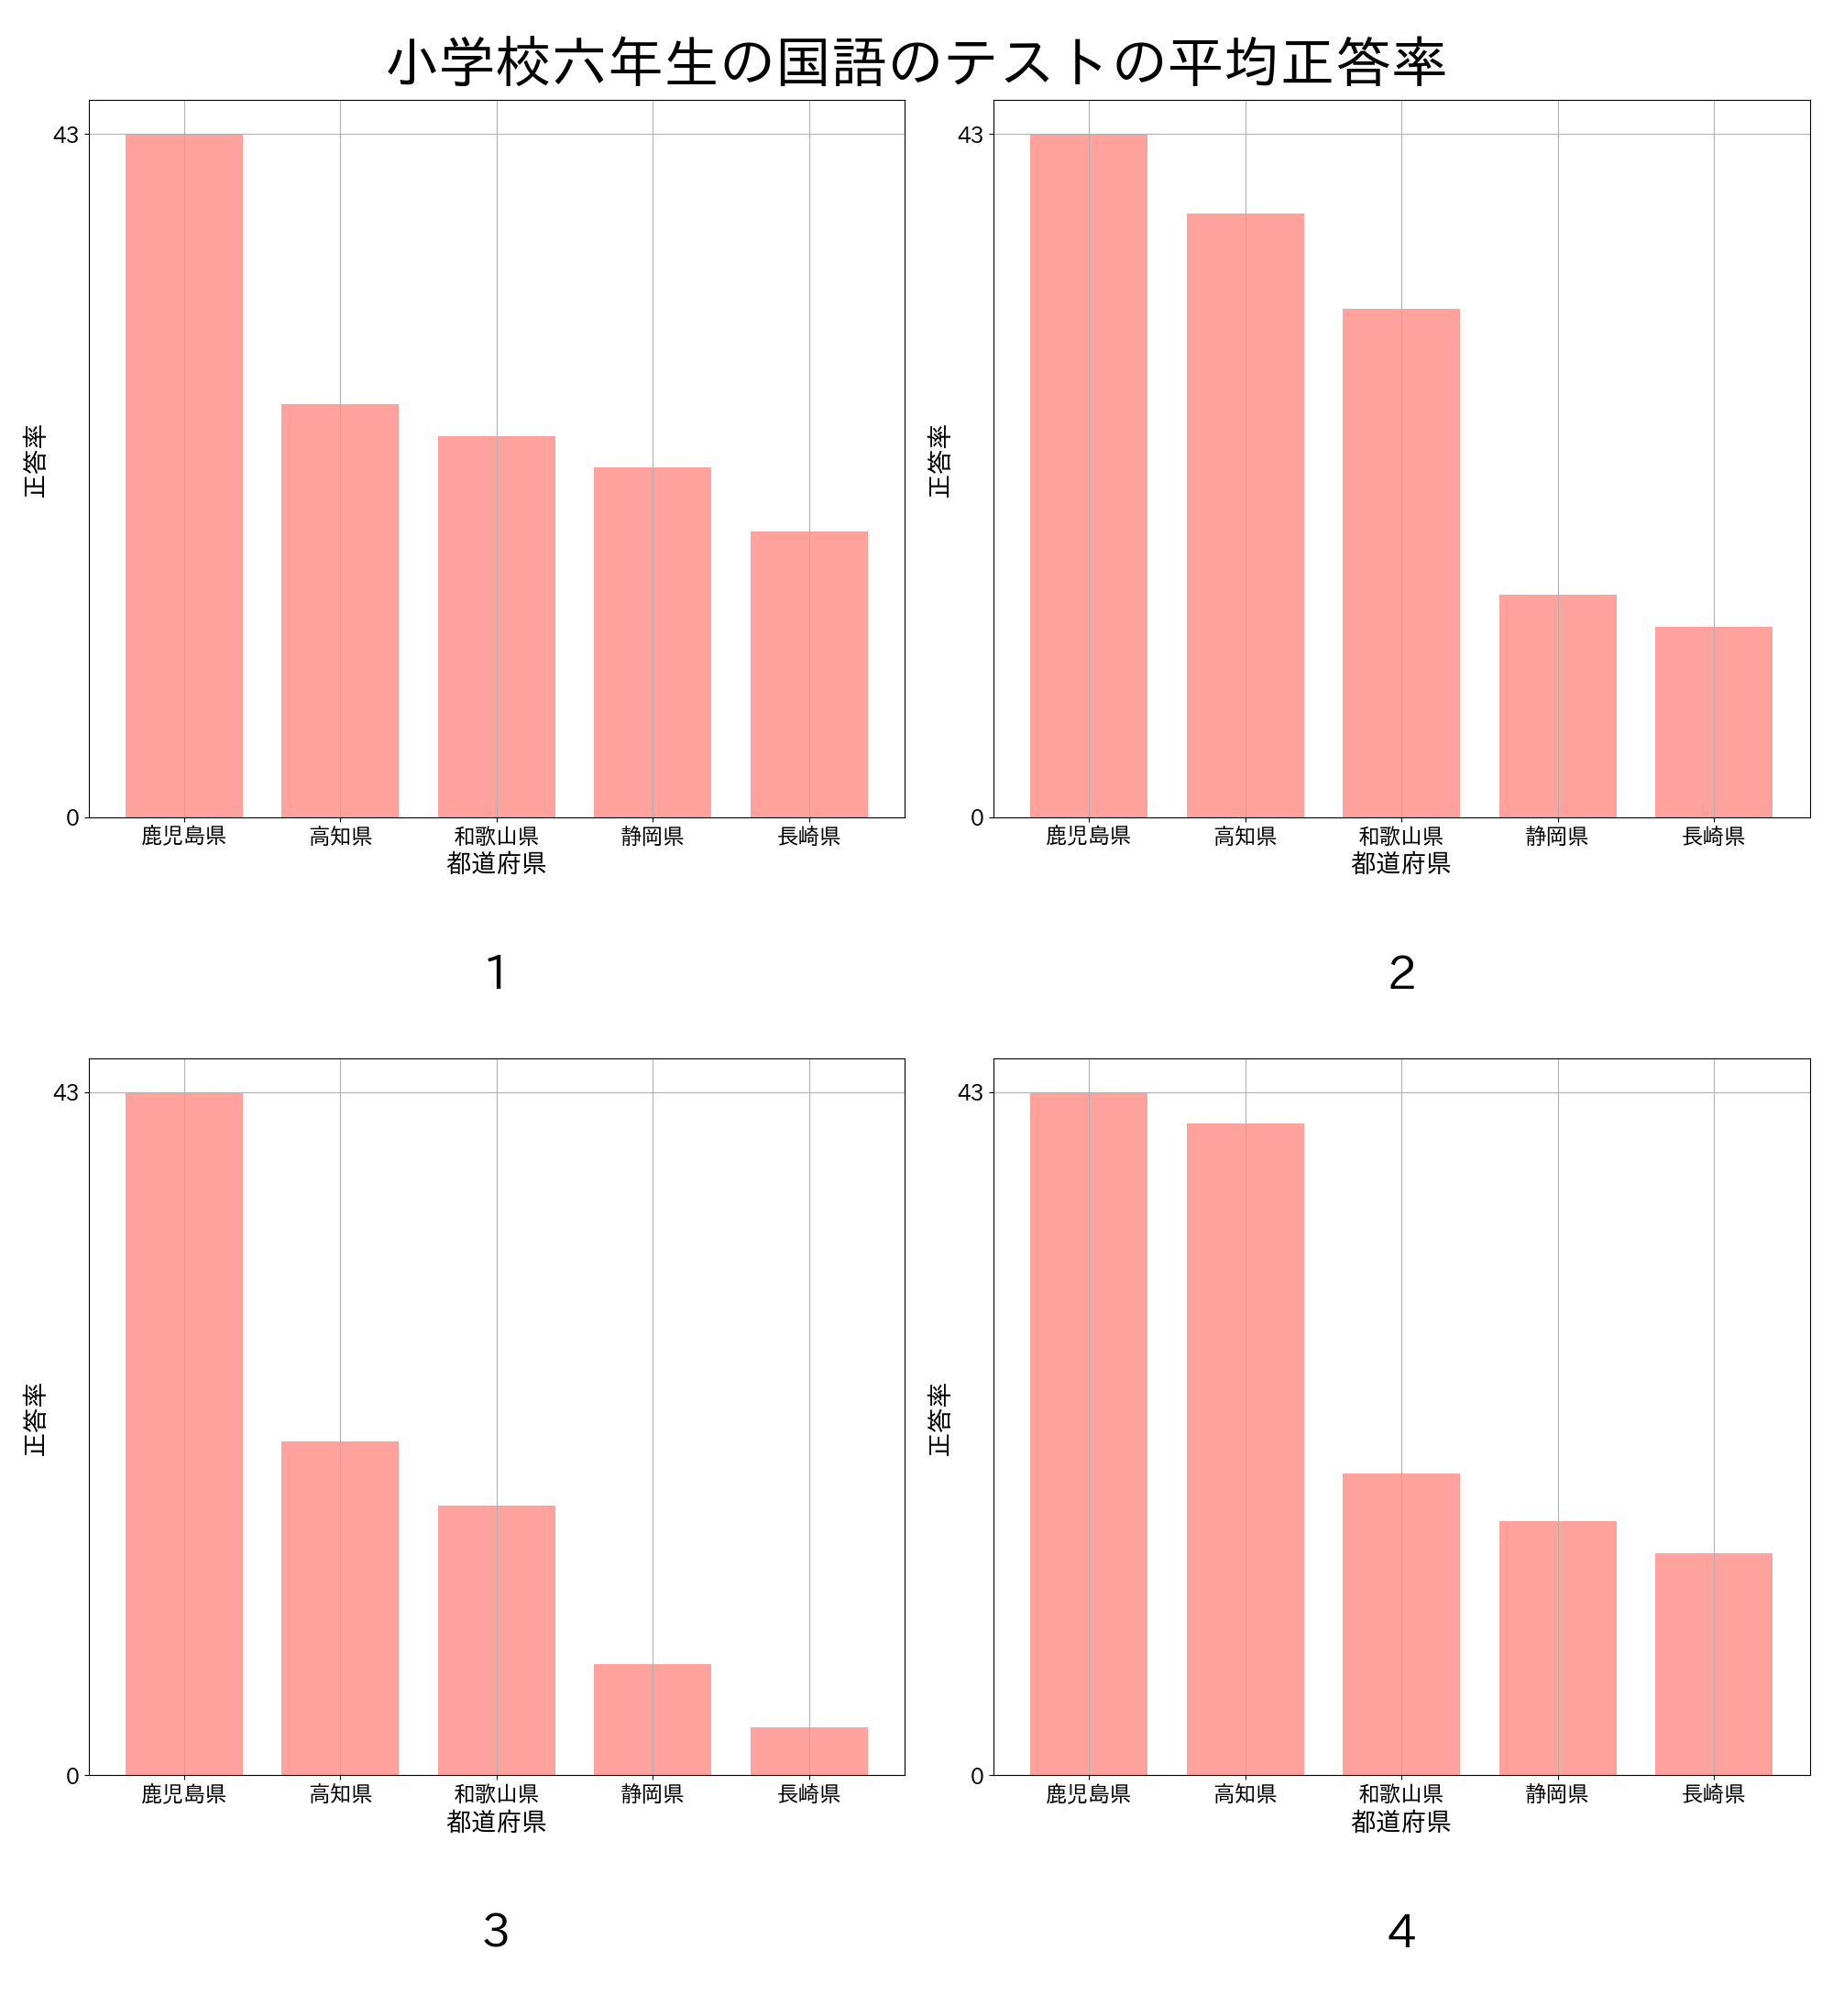 小学校六年生の国語のテストの平均正答率
43
0
正答率
鹿児島県 高知県 和歌山県 静岡県 長崎県
都道府県
1
43
0
正答率
鹿児島県 高知県 和歌山県 静岡県 長崎県
都道府県
2
43
0
正答率
鹿児島県 高知県 和歌山県 静岡県 長崎県
都道府県
3
43
0
正答率
鹿児島県 高知県 和歌山県 静岡県 長崎県
都道府県
4